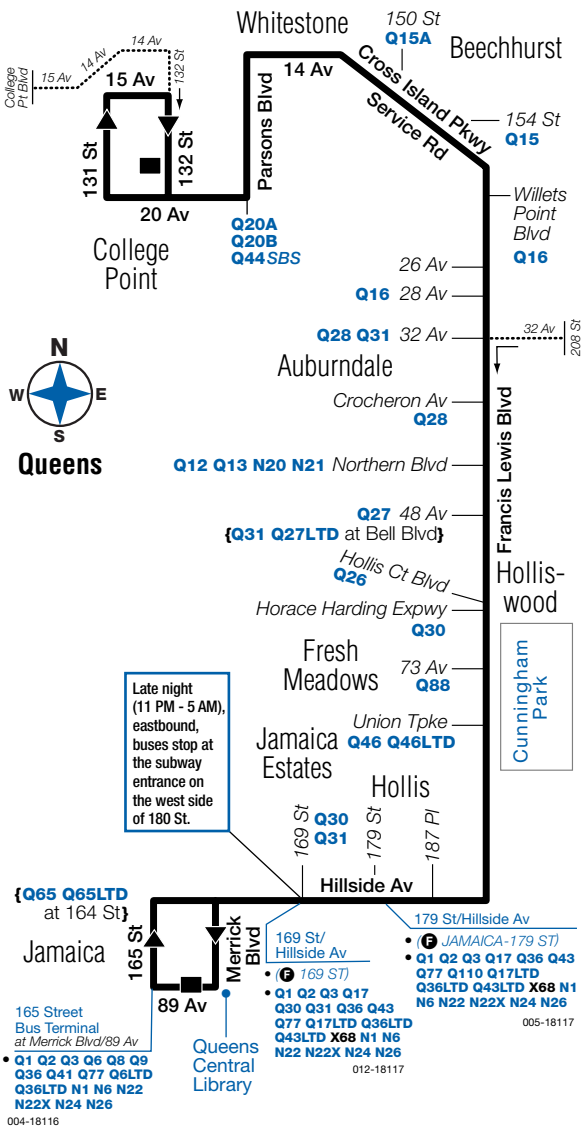 Whitestone
150 St
Q15A
Beechhurst
14 Av
14 Av
15 Av
College
Pt Blvd
132 St
15 Av
131 St
132 St
20 Av
Parsons Blvd
14 Av
Cross Island Pkwy
Service Rd
154 St
Q15
College
Point
Q20A
Q20B
Q44 SBS
Willets
Point
Blvd
Q16
26 Av
Q16 28 Av
Q28 Q31 32 Av
32 Av
208 St
Auburndale
Francis Lewis Blvd
N
W E
S
Queens
Crocheron Av
Q28
Q12 Q13 N20 N21 Northern Blvd
Q27 48 Av
{Q31 Q27LTD at Bell Blvd}
Hollis Ct Blvd
Q26
Hollis-
wood
Horace Harding Expwy
Q30
Fresh
Meadows
73 Av
Q88
Cunningham
Park
Late night
(11 PM - 5 AM),
eastbound,
buses stop at
the subway
entrance on
the west side
of 180 St.
Union Tpke
Q46 Q46LTD
Jamaica
Estates
Hollis
169 St
Q30
Q31
179 St
187 Pl
Hillside Av
{Q65 Q65LTD
at 164 St}
Jamaica
165 St
Merrick
Blvd
89 Av
169 St/
Hillside Av
• (F 169 ST)
• Q1 Q2 Q3 Q17
Q30 Q31 Q36 Q43
Q77 Q17LTD Q36LTD
Q43LTD X68 N1 N6
N22 N22X N24 N26
012-18117
179 St/Hillside Av
• (F JAMAICA-179 ST)
• Q1 Q2 Q3 Q17 Q36 Q43
Q77 Q110 Q17LTD
Q36LTD Q43LTD X68 N1
N6 N22 N22X N24 N26
005-18117
165 Street
Bus Terminal
at Merrick Blvd/89 Av
• Q1 Q2 Q3 Q6 Q8 Q9
Q36 Q41 Q77 Q6LTD
Q36LTD N1 N6 N22
N22X N24 N26
004-18116
Queens
Central
Library